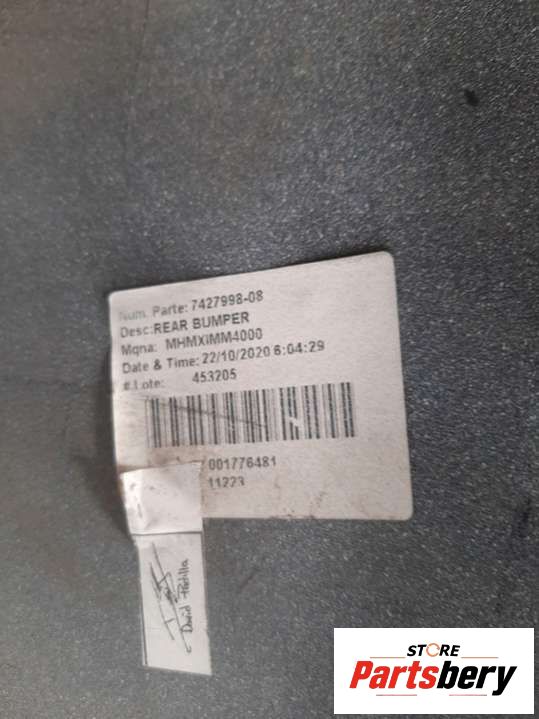 Num. Parte: 7427998-08
Desc:REAR BUMPER
Mqna: MHMXIMM4000
Date & Time: 22/10/2020 6:04:29
# Lote: 453205
001776481
11223
David Padilla
STORE
Partsbery